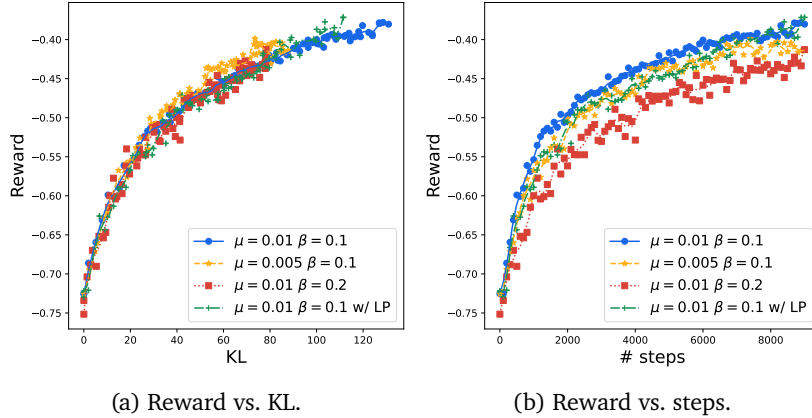 −0.40
−0.45
−0.50
−0.55
−0.60
−0.65
−0.70
−0.75
Reward
0 20 40 60 80 100 120
KL
μ = 0.01 β = 0.1
μ = 0.005 β = 0.1
μ = 0.01 β = 0.2
μ = 0.01 β = 0.1 w/ LP
(a) Reward vs. KL.
−0.40
−0.45
−0.50
−0.55
−0.60
−0.65
−0.70
−0.75
Reward
0 2000 4000 6000 8000
# steps
μ = 0.01 β = 0.1
μ = 0.005 β = 0.1
μ = 0.01 β = 0.2
μ = 0.01 β = 0.1 w/ LP
(b) Reward vs. steps.